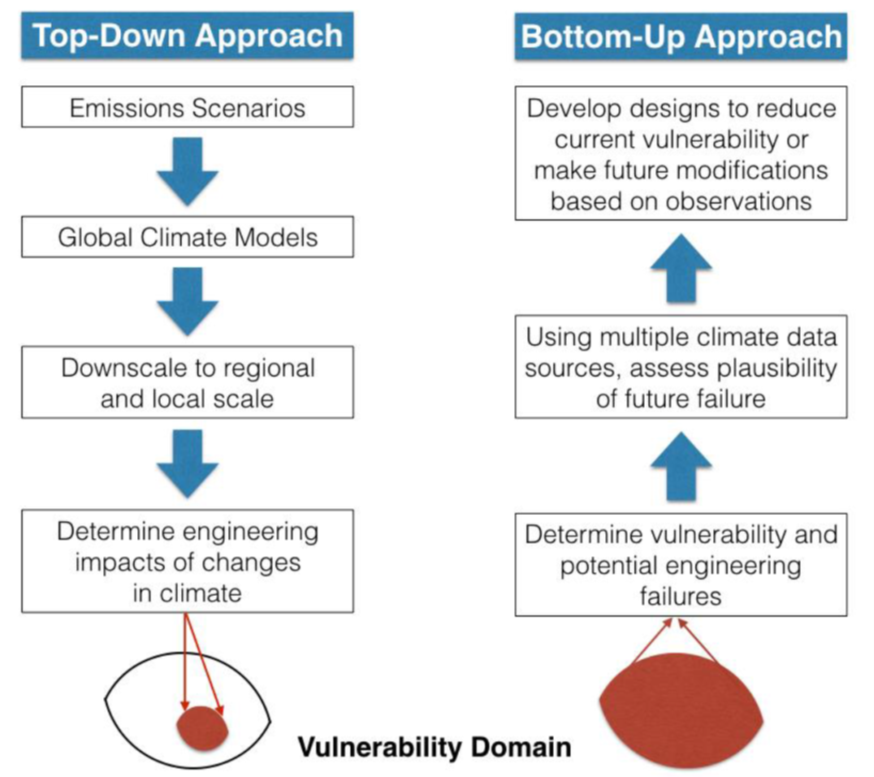 Top-Down Approach
Emissions Scenarios
Global Climate Models
Downscale to regional
and local scale
Determine engineering
impacts of changes
in climate
Bottom-Up Approach
Develop designs to reduce
current vulnerability or
make future modifications
based on observations
Using multiple climate data
sources, assess plausibility
of future failure
Determine vulnerability and
potential engineering
failures
Vulnerability Domain